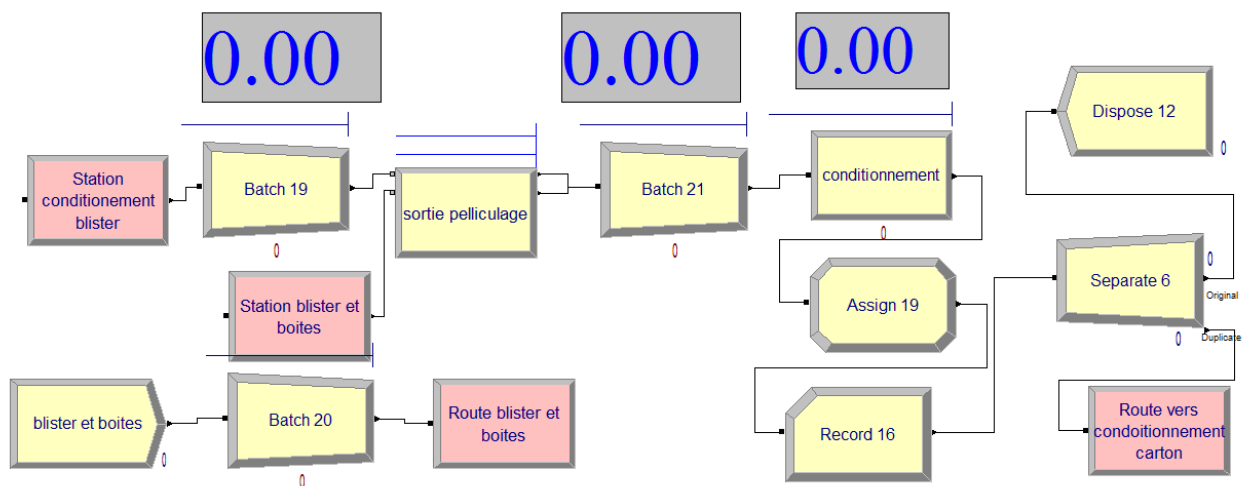 0.00
0.00
0.00
Station
conditionement
blister
Batch 19
0
sortie pelliculage
Batch 21
0
conditionnement
0
Dispose 12
0
Station blister et
boites
Assign 19
Separate 6
0
Original
0
Duplicate
blister et boites
0
Batch 20
0
Route blister et
boites
Record 16
Route vers
condoitionnement
carton